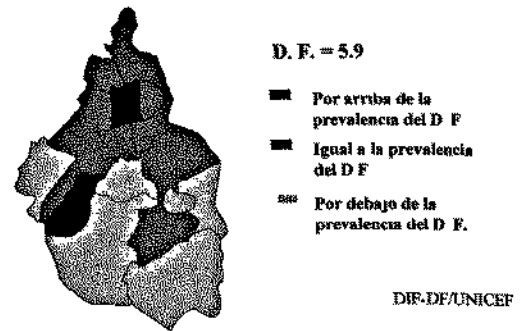 D. F. = 5.9
Por arriba de la
prevalencia del D F
Igual a la prevalencia
del D F
Por debajo de la
prevalencia del D F.
DIF-DF/UNICEF